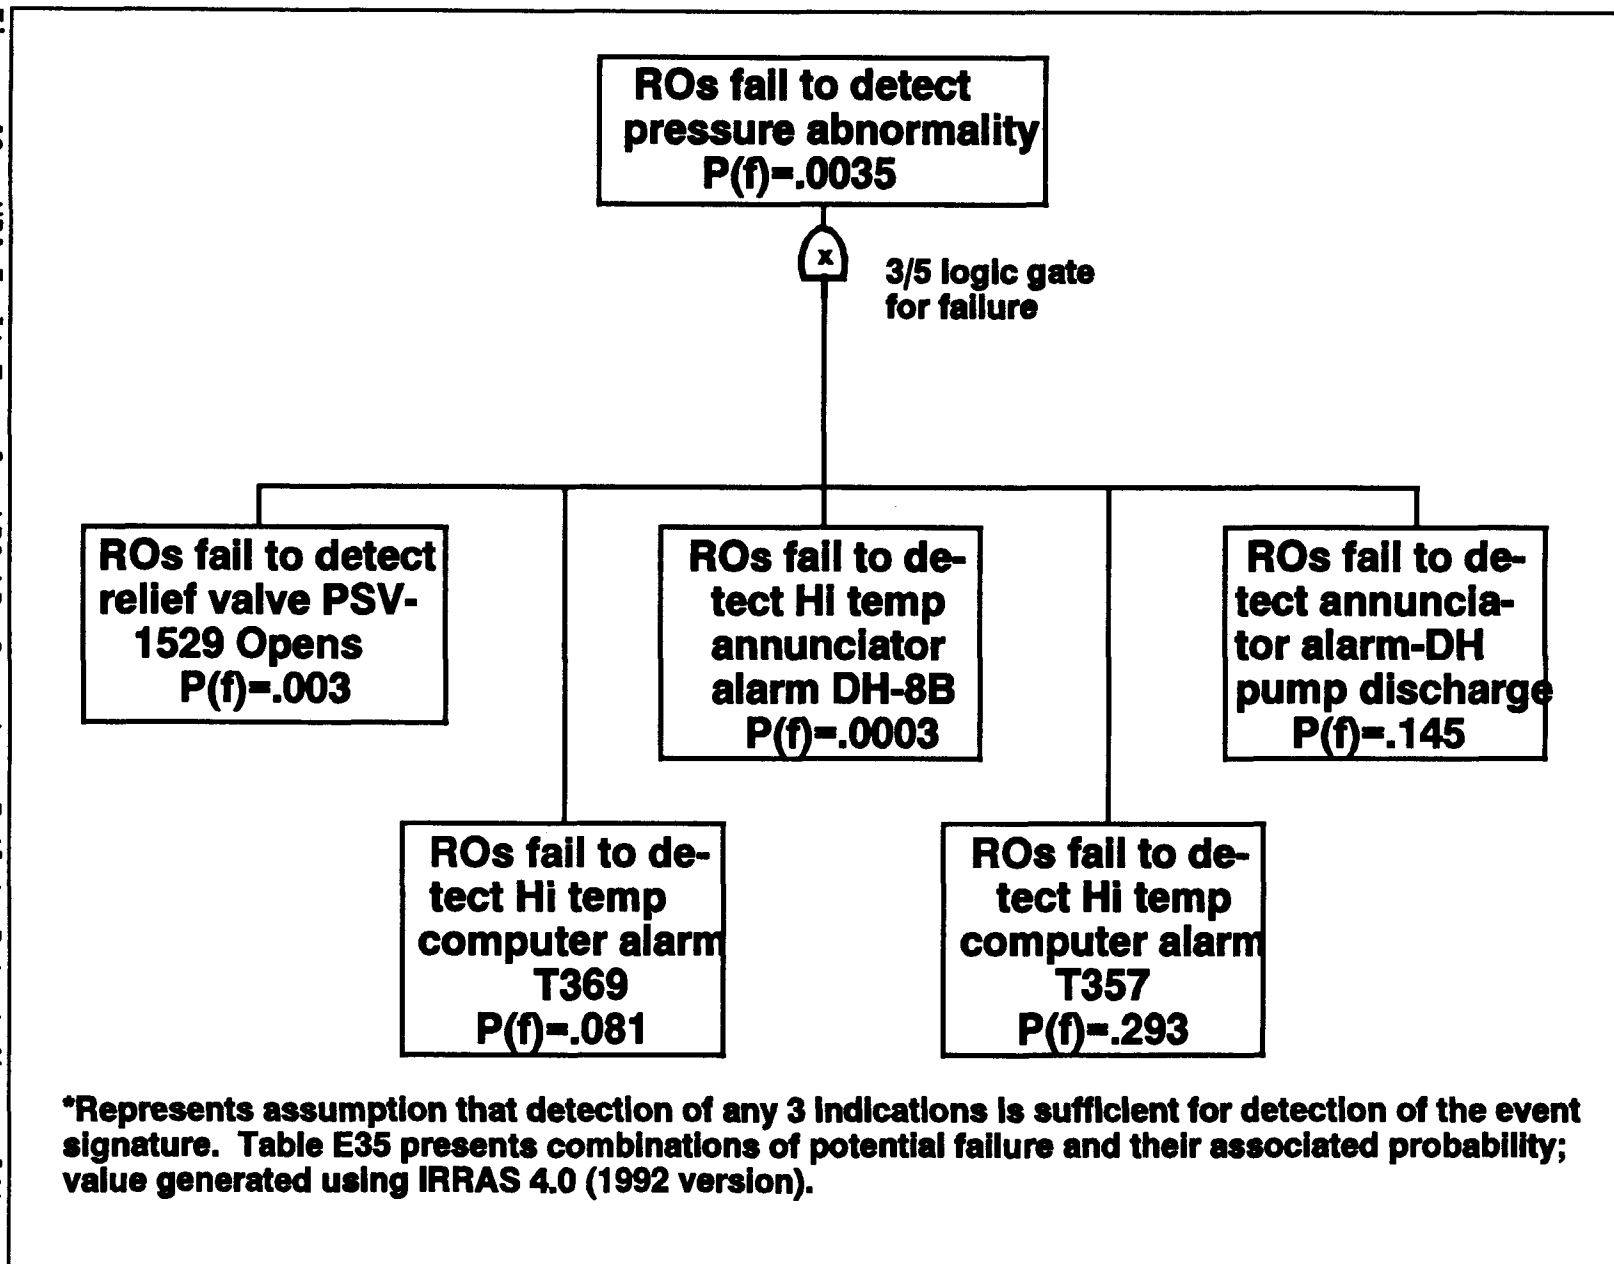 ROs fail to detect
pressure abnormality
P(f)=.0035
x
3/5 logic gate
for failure
ROs fail to detect
relief valve PSV-
1529 Opens
P(f)=.003
ROs fail to de-
tect Hi temp
annunciator
alarm DH-8B
P(f)=.0003
ROs fail to de-
tect annuncia-
tor alarm-DH
pump discharge
P(f)=.145
ROs fail to de-
tect Hi temp
computer alarm
T369
P(f)=.081
ROs fail to de-
tect Hi temp
computer alarm
T357
P(f)=.293
*Represents assumption that detection of any 3 indications is sufficient for detection of the event
signature. Table E35 presents combinations of potential failure and their associated probability;
value generated using IRRAS 4.0 (1992 version).